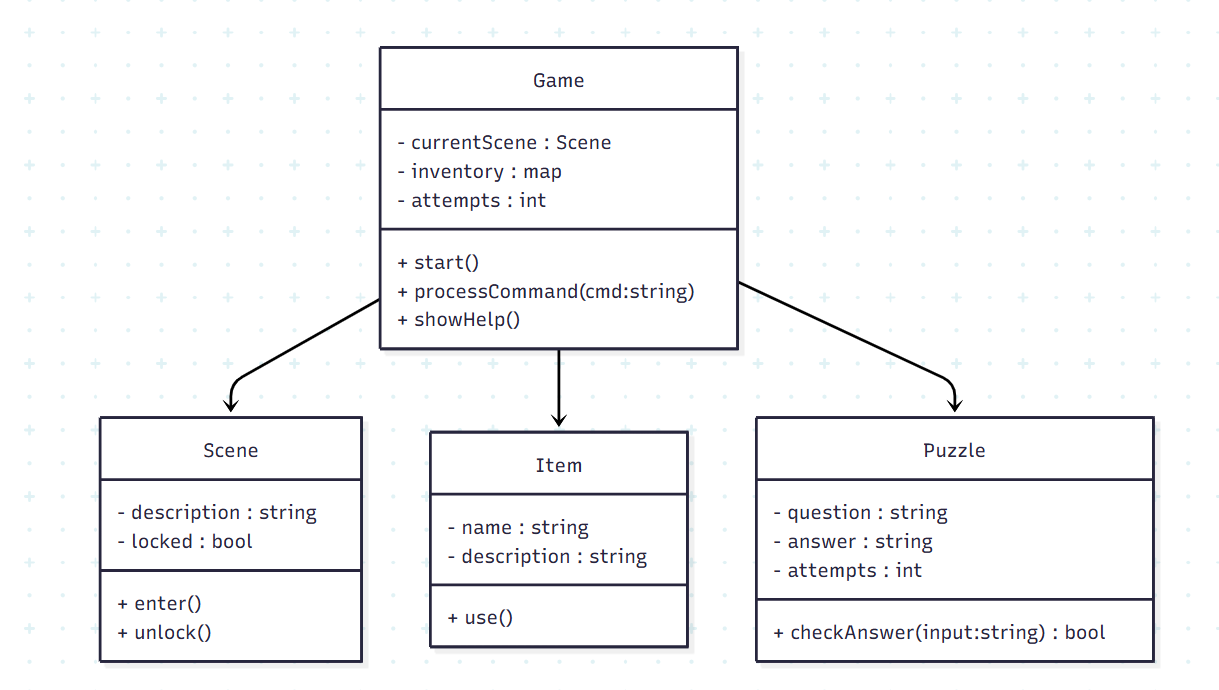 Game
- currentScene : Scene
- inventory : map
- attempts : int
+ start()
+ processCommand(cmd:string)
+ showHelp()
Scene
- description : string
- locked : bool
+ enter()
+ unlock()
Item
- name : string
- description : string
+ use()
Puzzle
- question : string
- answer : string
- attempts : int
+ checkAnswer(input:string) : bool